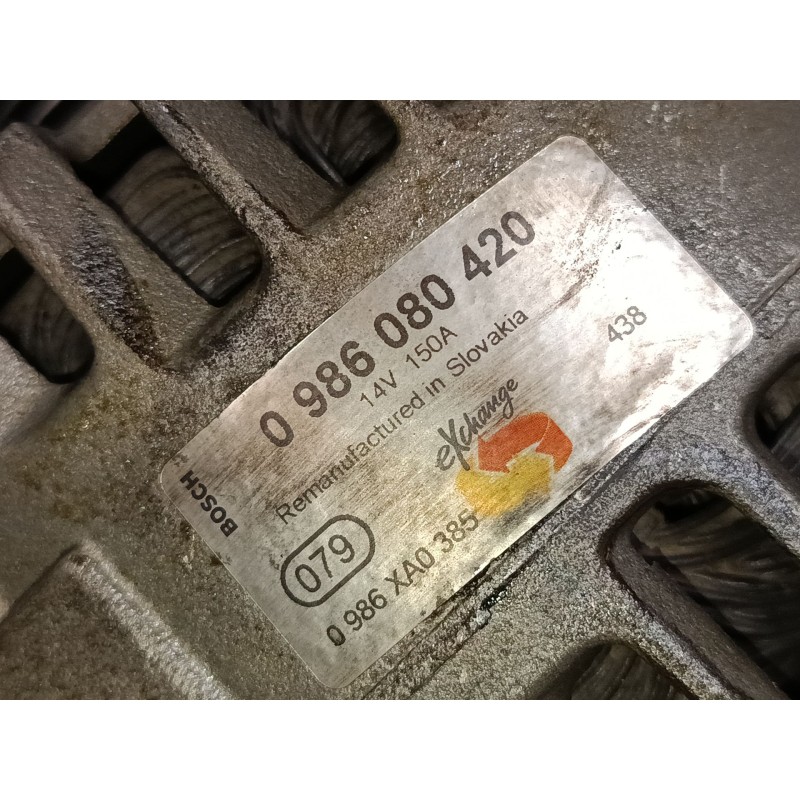 BOSCH
0 986 080 420
14V 150A
Remanufactured in Slovakia
438
eXchange
079
0 986 XA0 385